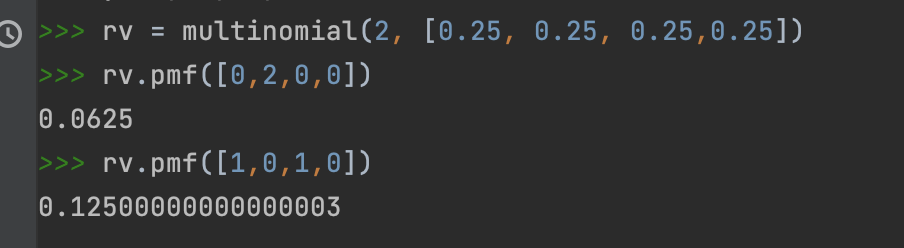 >>> rv = multinomial(2, [0.25, 0.25, 0.25,0.25])
>>> rv.pmf([0,2,0,0])
0.0625
>>> rv.pmf([1,0,1,0])
0.12500000000000003